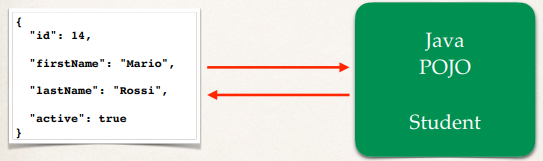 {
"id": 14,
"firstName": "Mario",
"lastName": "Rossi",
"active": true
}
Java
POJO
Student